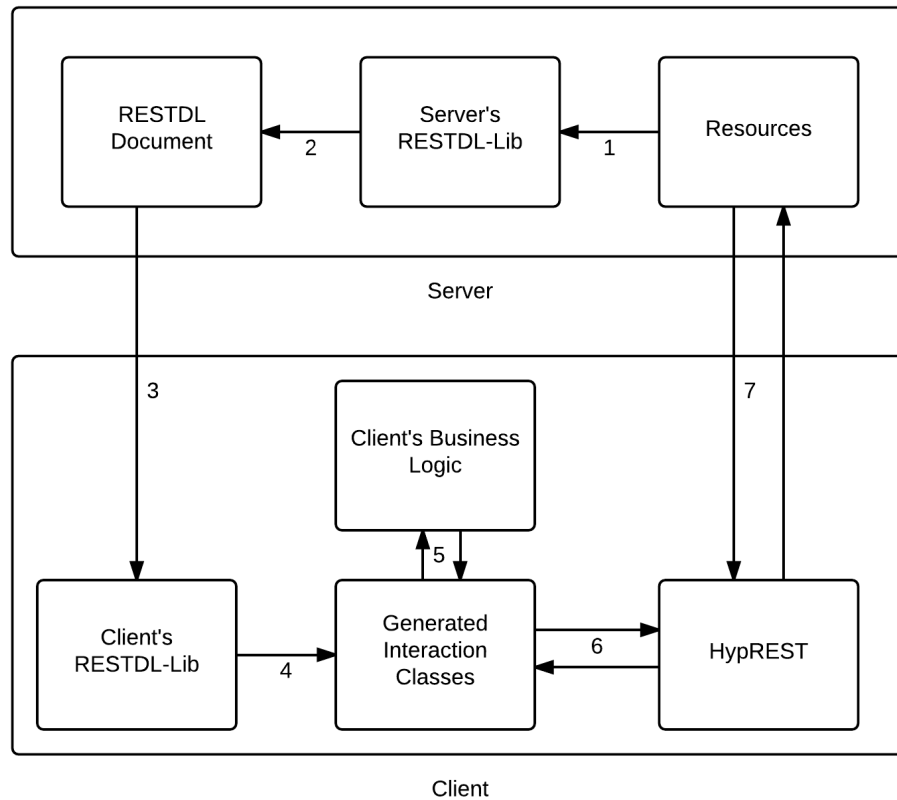 RESTDL
Document
2
Server's
RESTDL-Lib
1
Resources
Server
3
7
Client's Business
Logic
5
Client's
RESTDL-Lib
4
Generated
Interaction
Classes
6
HypREST
Client